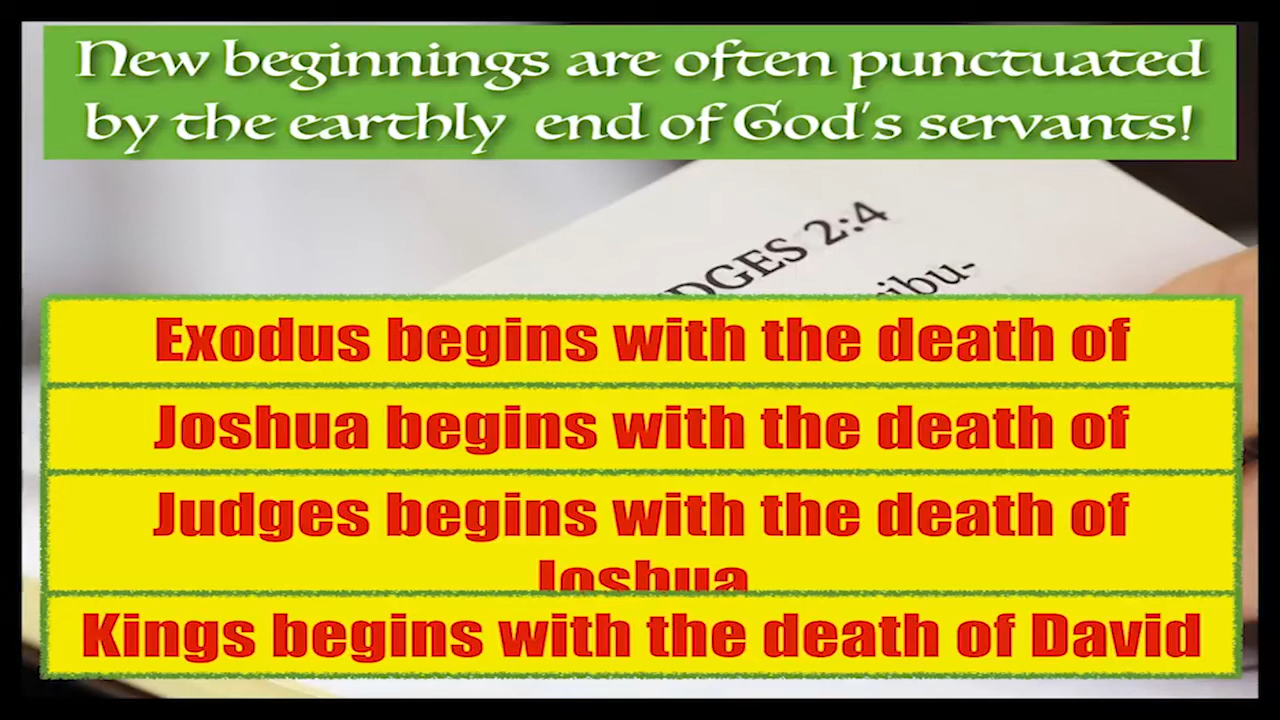 New beginnings are often punctuated
by the earthly end of God's servants!
DGES 2:4
ibu-
Exodus begins with the death of
Joshua begins with the death of
Judges begins with the death of
Joshua
Kings begins with the death of David